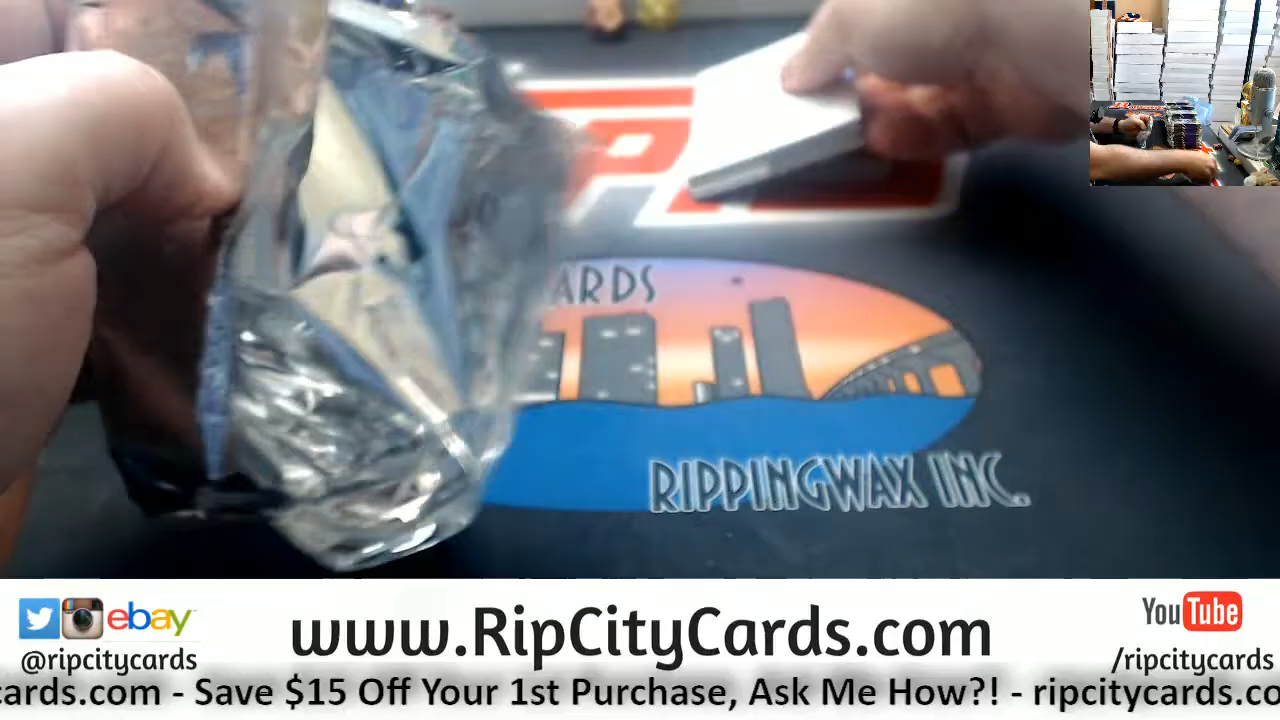 ARDS
RIPPINGWAX INC.
ebay
www.RipCityCards.com
YouTube
@ripcitycards
/ripcitycards
cards.com - Save $15 Off Your 1st Purchase, Ask Me How?! - ripcitycards.co